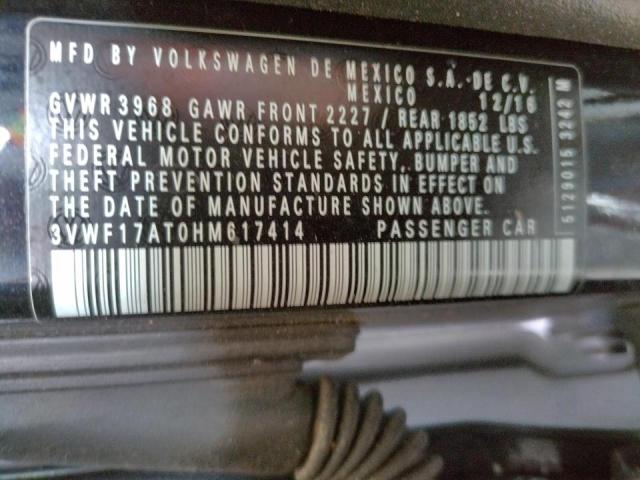 MFD BY VOLKSWAGEN DE MEXICO S.A. DE C.V.
MEXICO 12/16
GVWR 3968 GAWR FRONT 2227 / REAR 1852 LBS
THIS VEHICLE CONFORMS TO ALL APPLICABLE U.S.
FEDERAL MOTOR VEHICLE SAFETY, BUMPER AND
THEFT PREVENTION STANDARDS IN EFFECT ON
THE DATE OF MANUFACTURE SHOWN ABOVE.
3VWF17AT0HM617414 PASSENGER CAR
5129015 3242 M